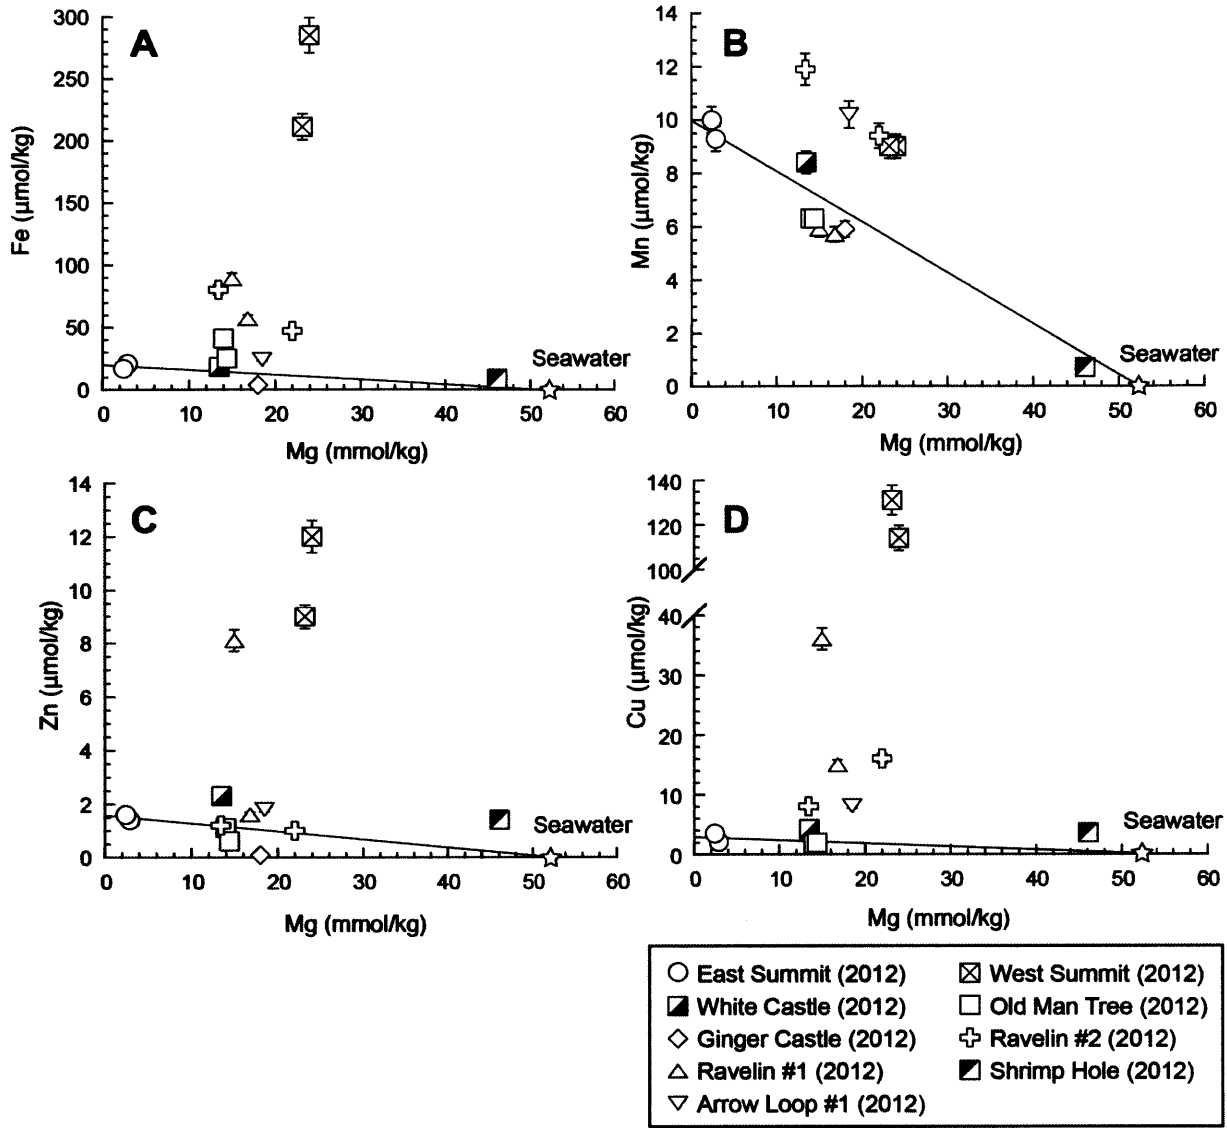 A
300
250
200
150
100
50
0
Fe (µmol/kg)
Seawater
0 10 20 30 40 50 60
Mg (mmol/kg)
B
14
12
10
8
6
4
2
0
Mn (µmol/kg)
Seawater
0 10 20 30 40 50 60
Mg (mmol/kg)
C
14
12
10
8
6
4
2
0
Zn (µmol/kg)
Seawater
0 10 20 30 40 50 60
Mg (mmol/kg)
D
140
120
100
40
30
20
10
0
Cu (µmol/kg)
Seawater
0 10 20 30 40 50 60
Mg (mmol/kg)
East Summit (2012)
White Castle (2012)
Ginger Castle (2012)
Ravelin #1 (2012)
Arrow Loop #1 (2012)
West Summit (2012)
Old Man Tree (2012)
Ravelin #2 (2012)
Shrimp Hole (2012)